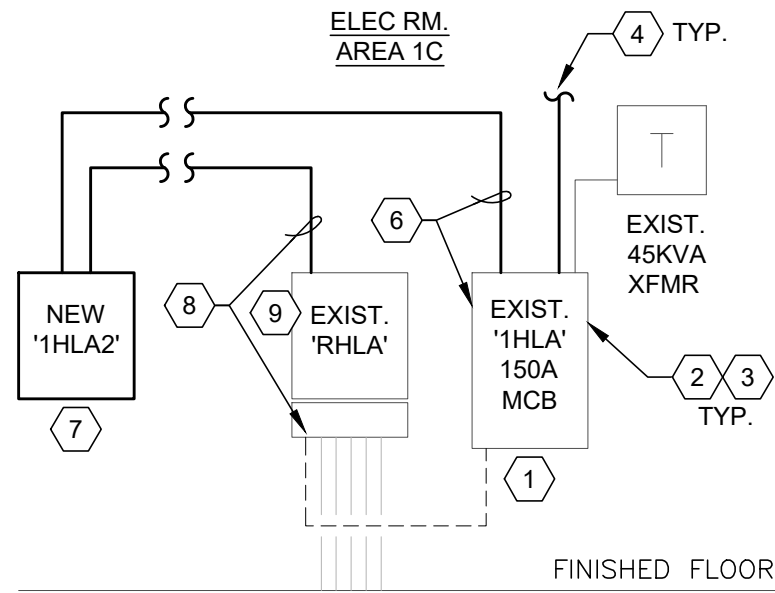 ELEC RM.
AREA 1C
4 TYP.
T
EXIST.
45KVA
XFMR
6
8
9
NEW
'1HLA2'
EXIST.
'RHLA'
EXIST.
'1HLA'
150A
MCB
2 3
TYP.
7
1
FINISHED FLOOR